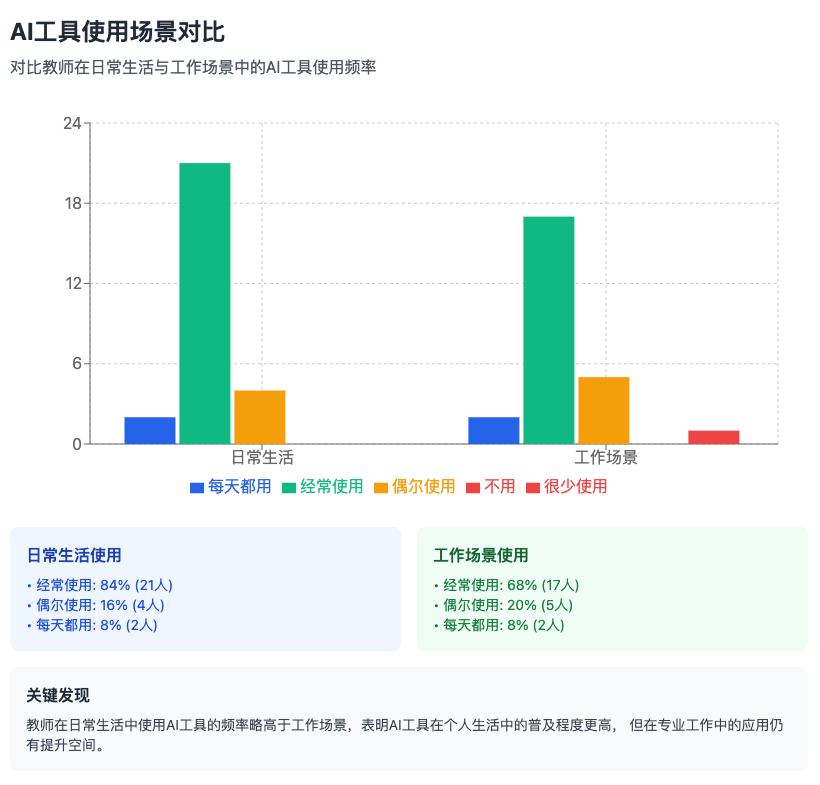 AI工具使用场景对比
对比教师在日常生活与工作场景中的AI工具使用频率
24
18
12
6
0
日常生活 工作场景
每天都用 经常使用 偶尔使用 不用 很少使用
日常生活使用
• 经常使用: 84% (21人)
• 偶尔使用: 16% (4人)
• 每天都用: 8% (2人)
工作场景使用
• 经常使用: 68% (17人)
• 偶尔使用: 20% (5人)
• 每天都用: 8% (2人)
关键发现
教师在日常生活中使用AI工具的频率略高于工作场景，表明AI工具在个人生活中的普及程度更高， 但在专业工作中的应用仍
有提升空间。